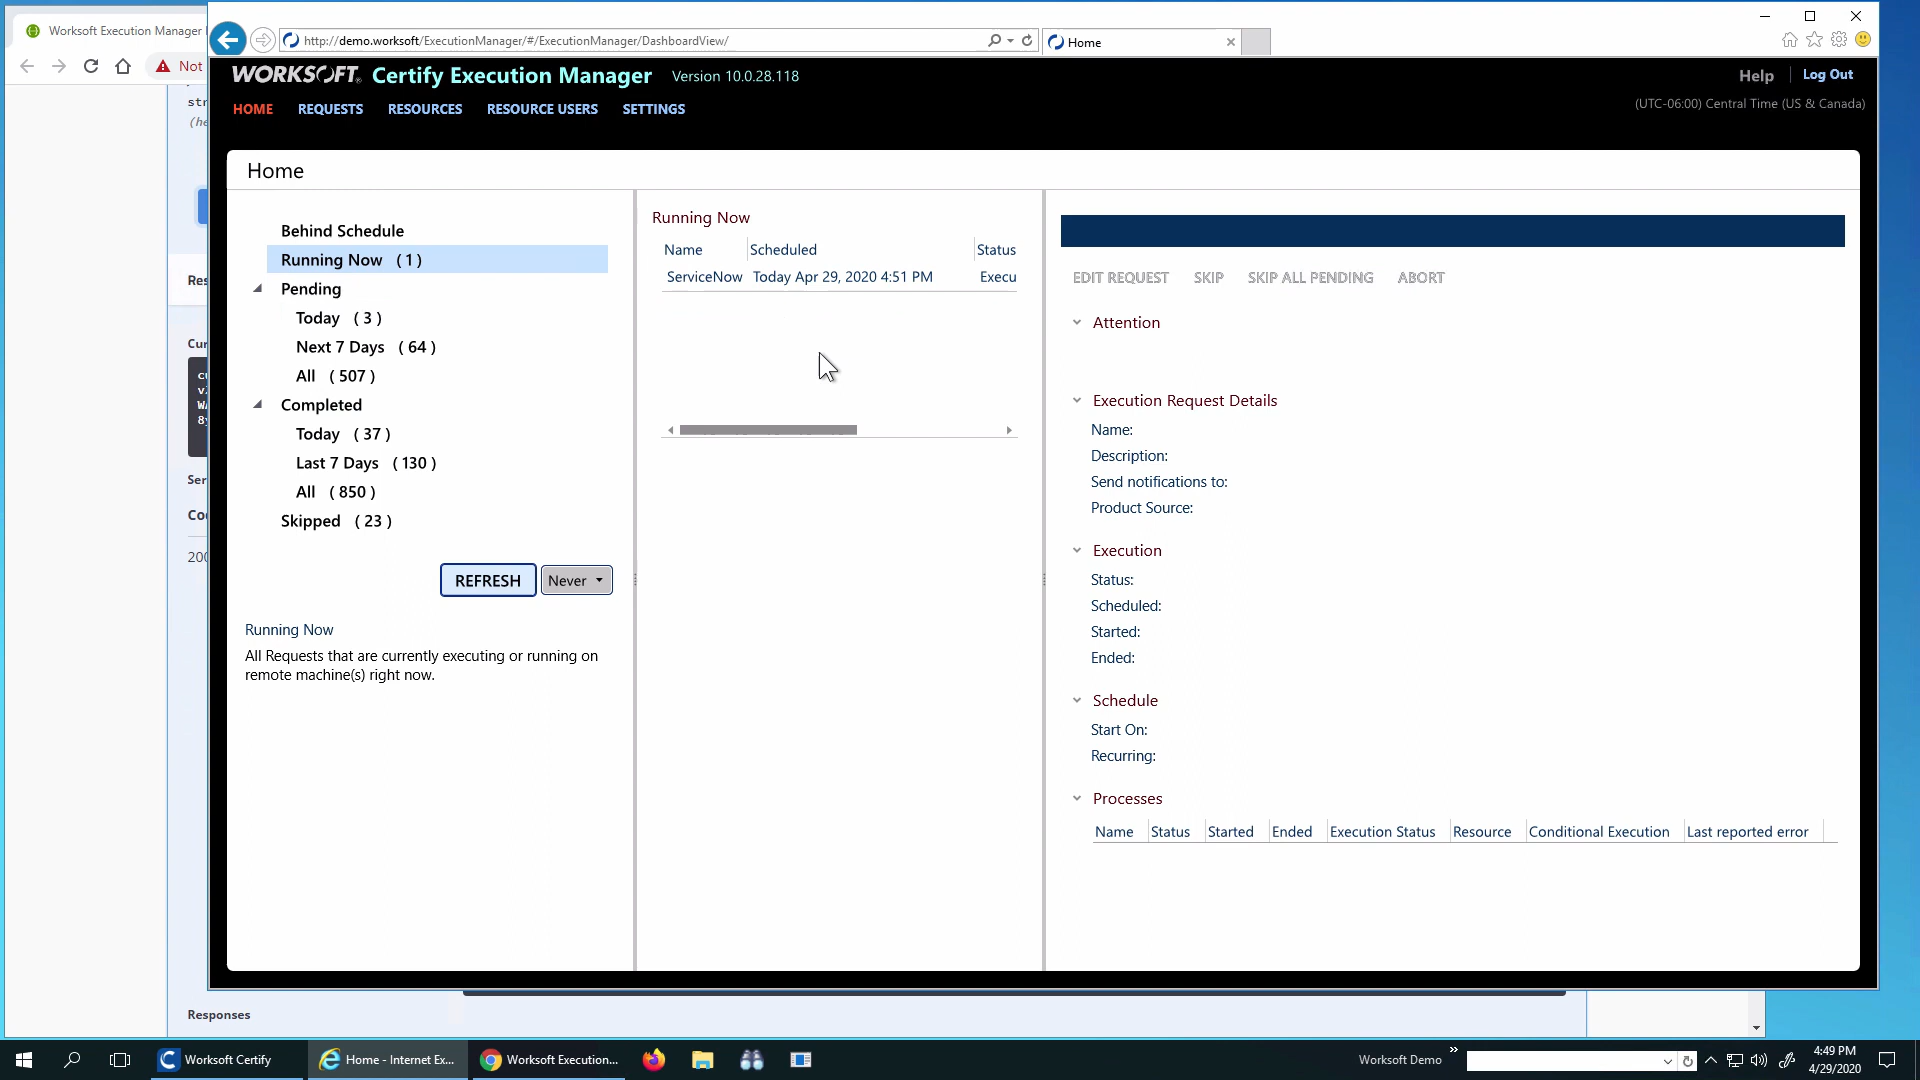 Worksoft Execution Manager
http://demo.worksoft/ExecutionManager/#/ExecutionManager/DashboardView/
Home
Not
WORKSOFT. Certify Execution Manager Version 10.0.28.118
Help Log Out
(UTC-06:00) Central Time (US & Canada)
HOME REQUESTS RESOURCES RESOURCE USERS SETTINGS
Home
Behind Schedule
Running Now ( 1 )
Pending
Today ( 3 )
Next 7 Days ( 64 )
All ( 507 )
Completed
Today ( 37 )
Last 7 Days ( 130 )
All ( 850 )
Skipped ( 23 )
REFRESH Never
Running Now
All Requests that are currently executing or running on
remote machine(s) right now.
Running Now
Name Scheduled Status
ServiceNow Today Apr 29, 2020 4:51 PM Execu
EDIT REQUEST SKIP SKIP ALL PENDING ABORT
Attention
Execution Request Details
Name:
Description:
Send notifications to:
Product Source:
Execution
Status:
Scheduled:
Started:
Ended:
Schedule
Start On:
Recurring:
Processes
Name Status Started Ended Execution Status Resource Conditional Execution Last reported error
str
(he
Res
Cur
Ser
200
Responses
Worksoft Certify
Home - Internet Ex...
Worksoft Execution...
Worksoft Demo
4:49 PM
4/29/2020